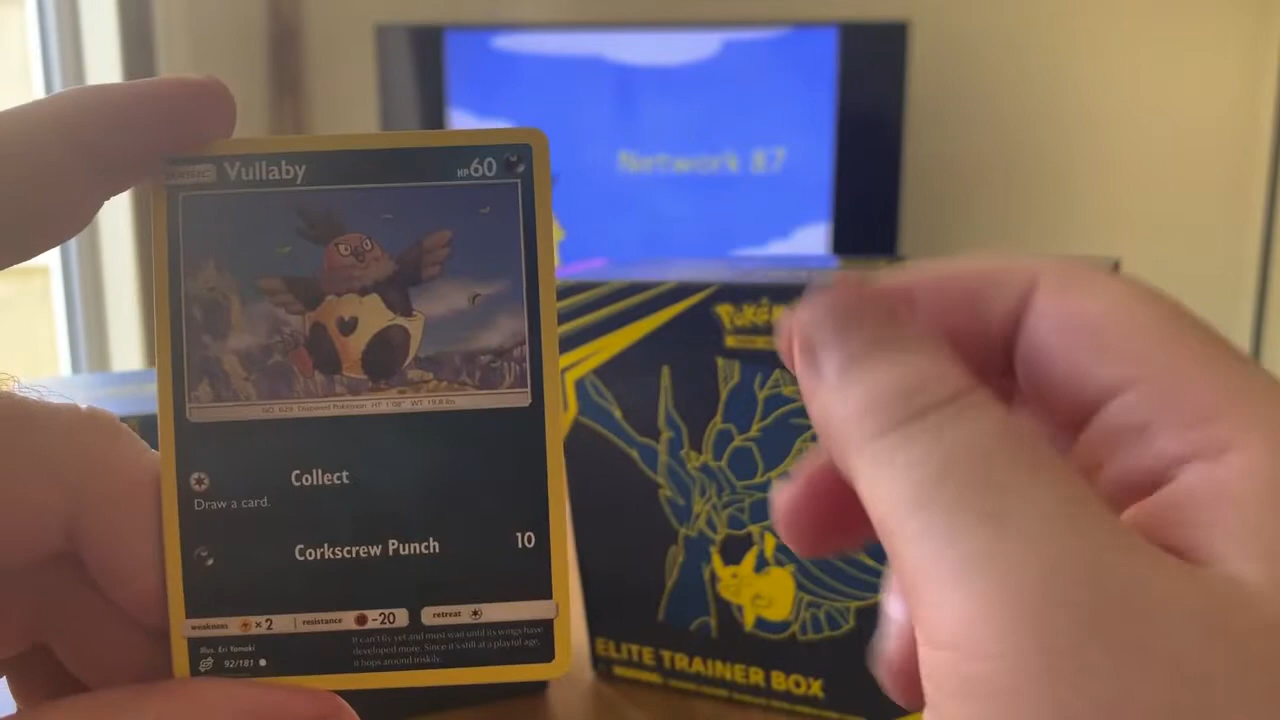 BASIC Vullaby HP60
NO. 629 Diapered Pokémon HT: 1'08" WT: 19.8 lbs
Collect
Draw a card.
Corkscrew Punch 10
weakness ×2 resistance -20 retreat
It can't fly yet and must wait until its wings have
developed more. Since it's still at a playful age,
it hops around friskily.
Illus. Eri Yamaki
92/181
Network 87
ELITE TRAINER BOX